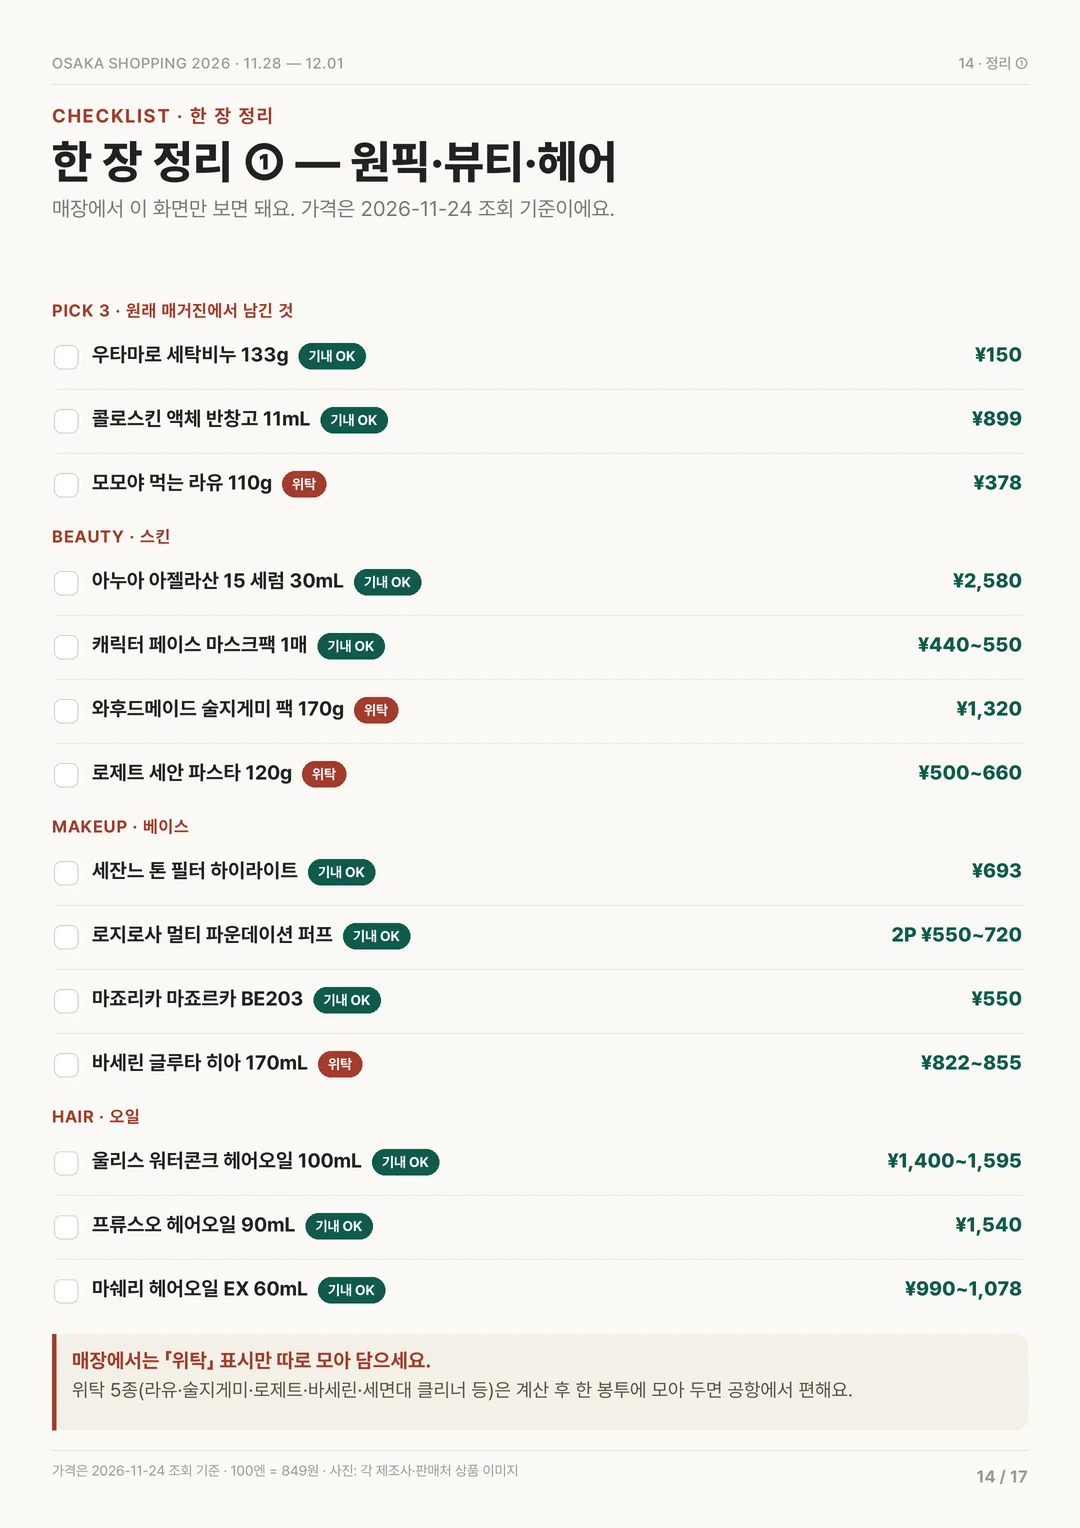 OSAKA SHOPPING 2026 · 11.28 — 12.01
14 · 정리 ①
CHECKLIST · 한 장 정리
한 장 정리 ① — 원픽·뷰티·헤어
매장에서 이 화면만 보면 돼요. 가격은 2026-11-24 조회 기준이에요.
PICK 3 · 원래 매거진에서 남긴 것
우타마로 세탁비누 133g 기내 OK ¥150
콜로스킨 액체 반창고 11mL 기내 OK ¥899
모모야 먹는 라유 110g 위탁 ¥378
BEAUTY · 스킨
아누아 아젤라산 15 세럼 30mL 기내 OK ¥2,580
캐릭터 페이스 마스크팩 1매 기내 OK ¥440~550
와후드메이드 술지게미 팩 170g 위탁 ¥1,320
로제트 세안 파스타 120g 위탁 ¥500~660
MAKEUP · 베이스
세잔느 톤 필터 하이라이트 기내 OK ¥693
로지로사 멀티 파운데이션 퍼프 기내 OK 2P ¥550~720
마죠리카 마죠르카 BE203 기내 OK ¥550
바세린 글루타 히아 170mL 위탁 ¥822~855
HAIR · 오일
울리스 워터콘크 헤어오일 100mL 기내 OK ¥1,400~1,595
프류스오 헤어오일 90mL 기내 OK ¥1,540
마쉐리 헤어오일 EX 60mL 기내 OK ¥990~1,078
매장에서는 「위탁」 표시만 따로 모아 담으세요.
위탁 5종(라유·술지게미·로제트·바세린·세면대 클리너 등)은 계산 후 한 봉투에 모아 두면 공항에서 편해요.
가격은 2026-11-24 조회 기준 · 100엔 = 849원 · 사진: 각 제조사·판매처 상품 이미지
14 / 17